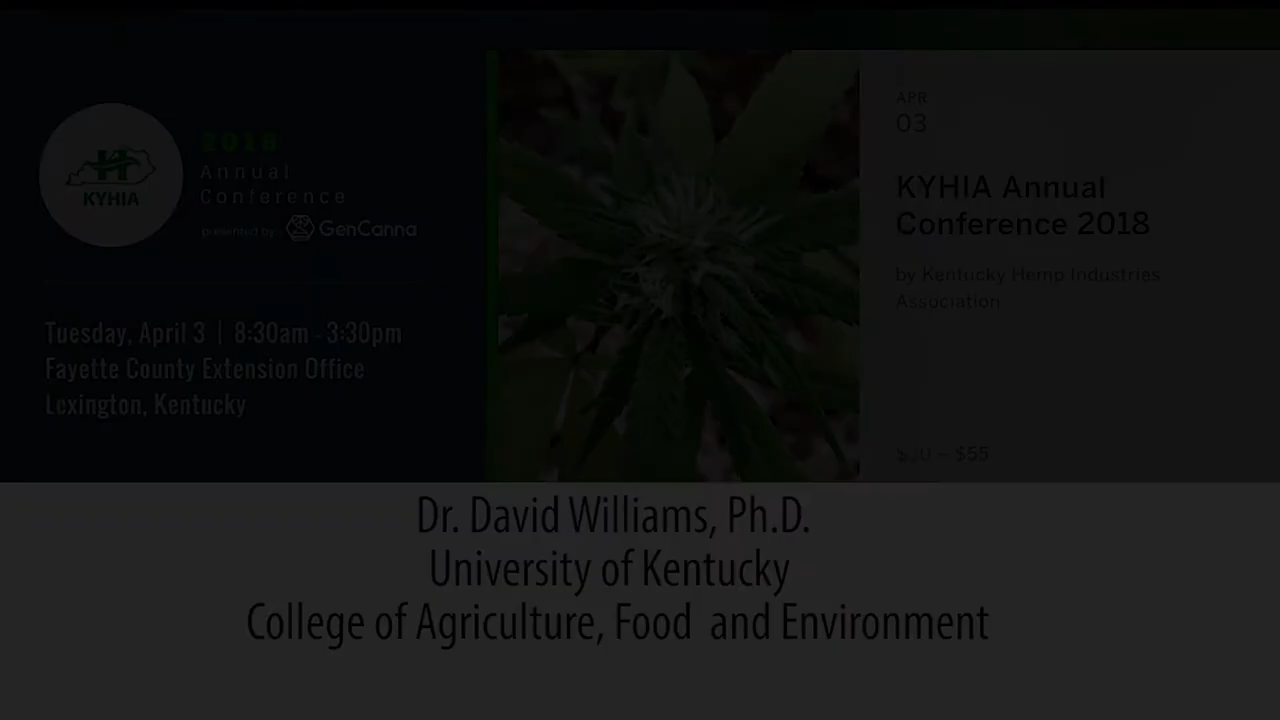 KYHIA
2018
Annual
Conference
presented by: GenCanna
Tuesday, April 3 | 8:30am - 3:30pm
Fayette County Extension Office
Lexington, Kentucky
APR
03
KYHIA Annual
Conference 2018
by Kentucky Hemp Industries
Association
– $55
Dr. David Williams, Ph.D.
University of Kentucky
College of Agriculture, Food and Environment